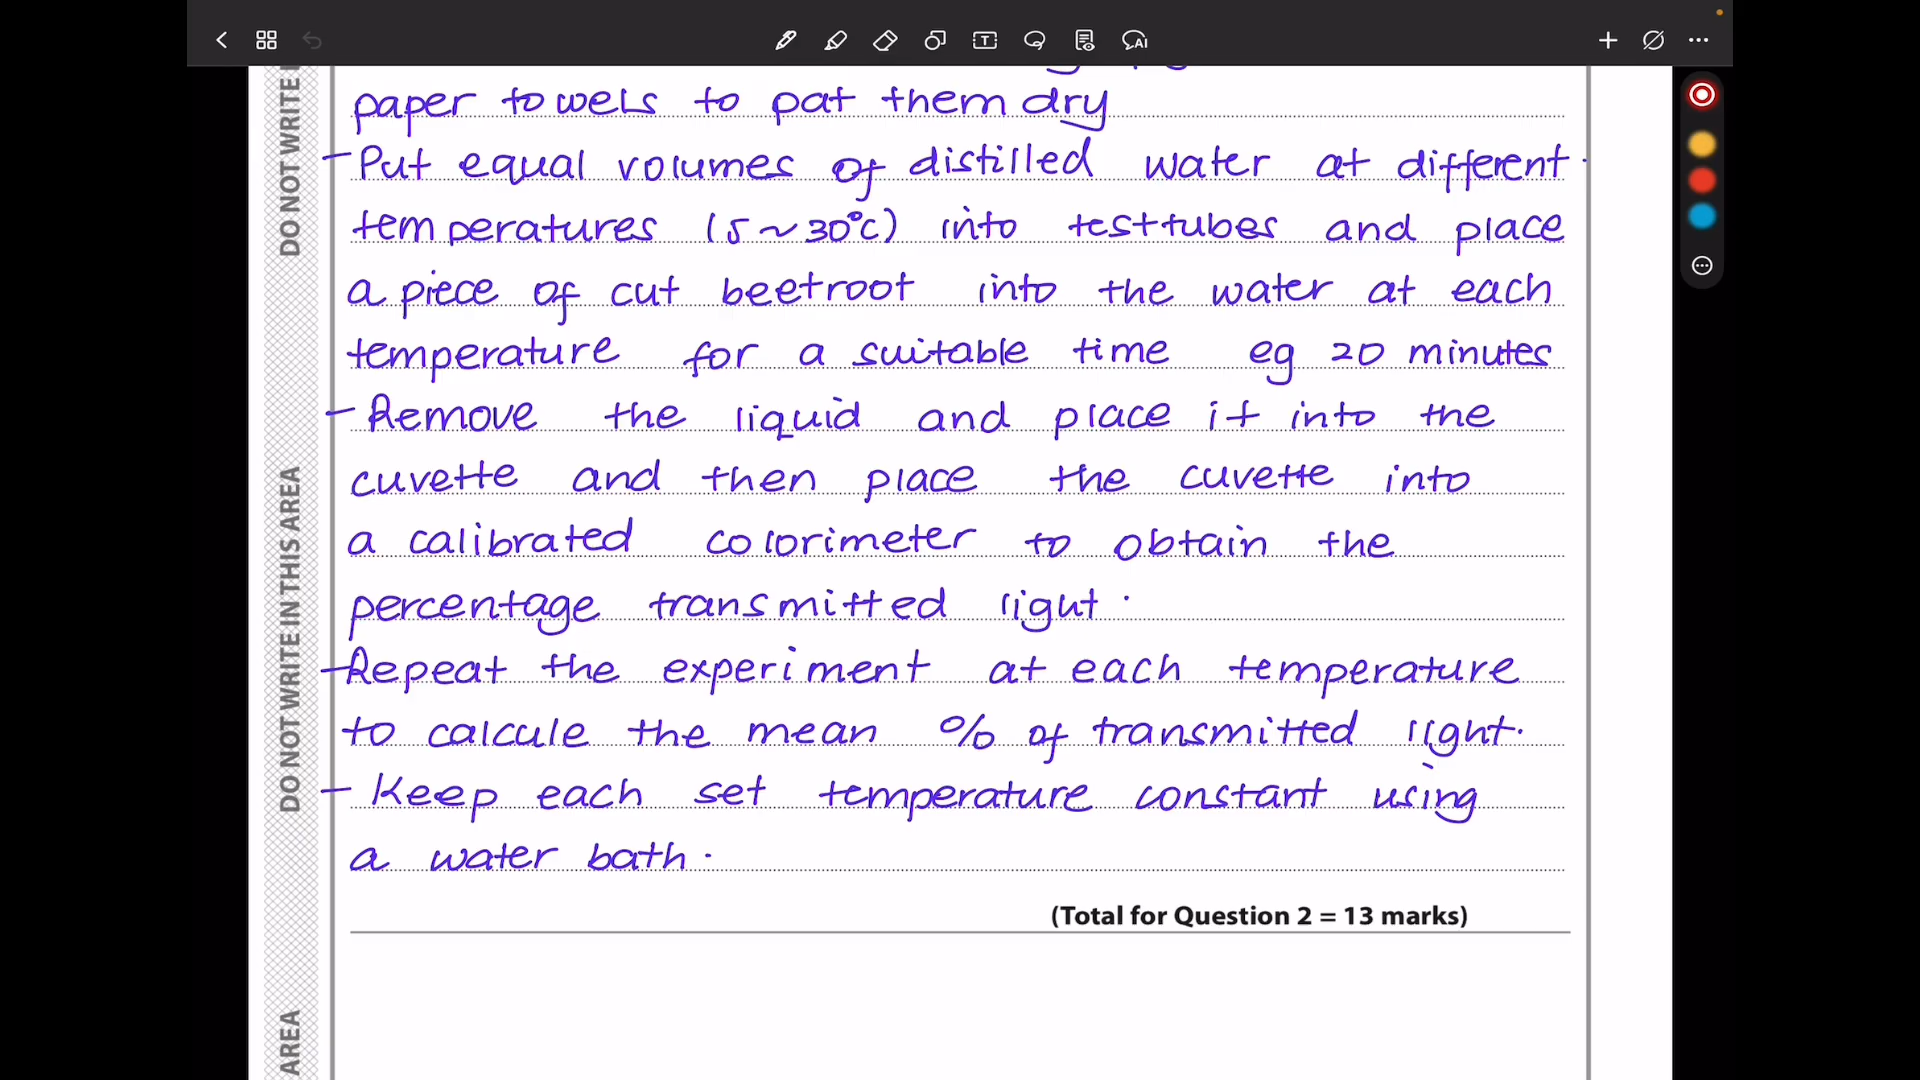 paper towels to pat them dry
- Put equal volumes of distilled water at different
temperatures (5 ~ 30°C) into testtubes and place
a piece of cut beetroot into the water at each
temperature for a suitable time eg 20 minutes
- Remove the liquid and place it into the
cuvette and then place the cuvette into
a calibrated colorimeter to obtain the
percentage transmitted light.
- Repeat the experiment at each temperature
to calcule the mean % of transmitted light.
- Keep each set temperature constant using
a water bath.
(Total for Question 2 = 13 marks)
DO NOT WRITE
DO NOT WRITE IN THIS AREA
AREA
T
AI